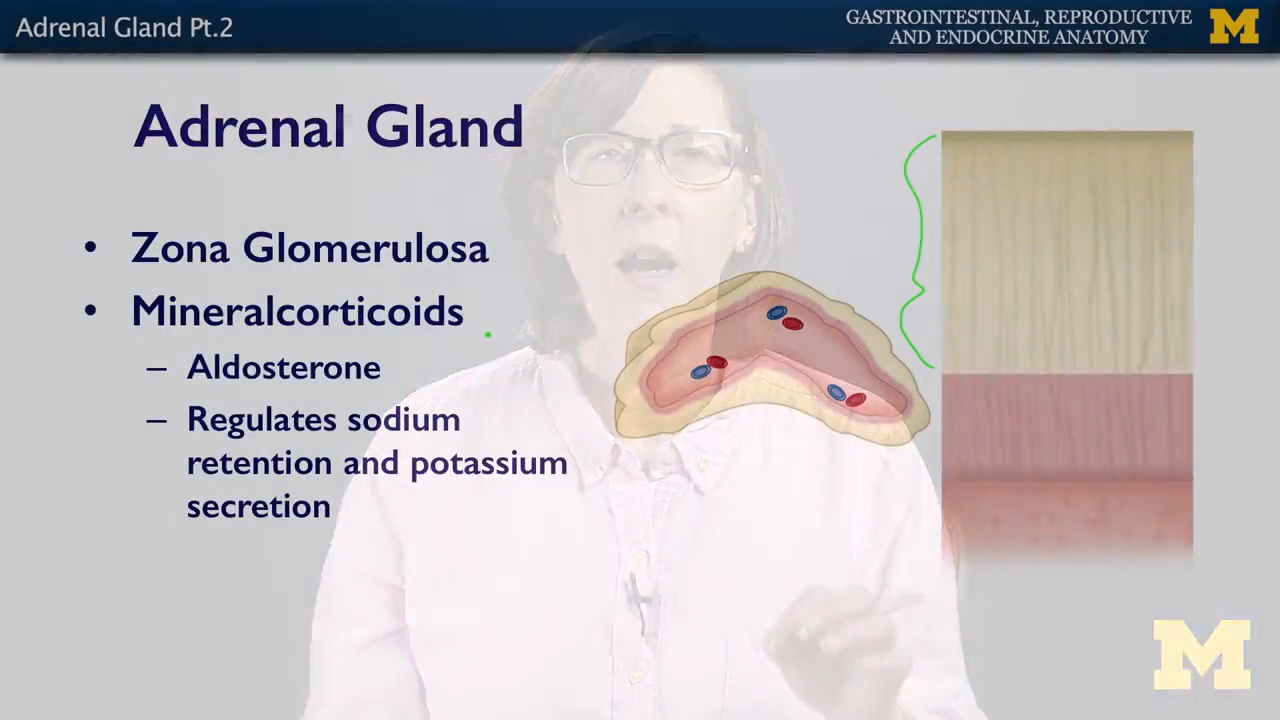 Adrenal Gland Pt.2
GASTROINTESTINAL, REPRODUCTIVE
AND ENDOCRINE ANATOMY
M
Adrenal Gland
• Zona Glomerulosa
• Mineralcorticoids
– Aldosterone
– Regulates sodium
retention and potassium
secretion
M